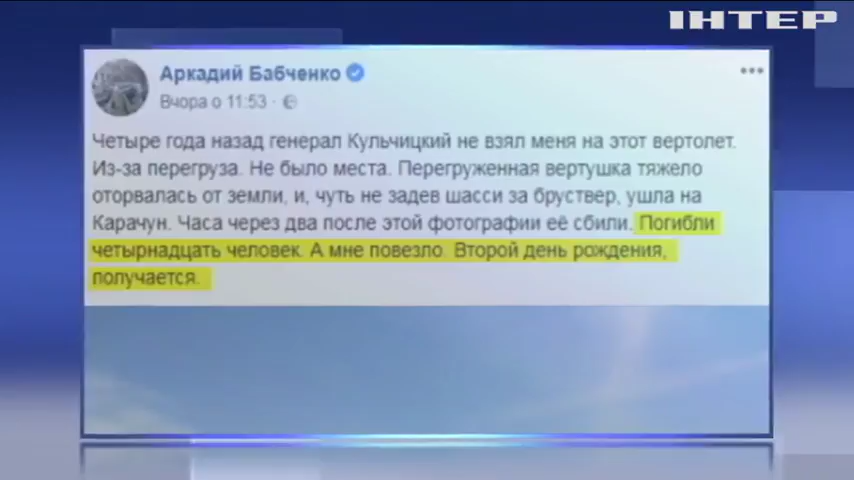 ІНТЕР
Аркадий Бабченко
Вчора о 11:53 ·
Четыре года назад генерал Кульчицкий не взял меня на этот вертолет.
Из-за перегруза. Не было места. Перегруженная вертушка тяжело
оторвалась от земли, и, чуть не задев шасси за бруствер, ушла на
Карачун. Часа через два после этой фотографии её сбили. Погибли
четырнадцать человек. А мне повезло. Второй день рождения,
получается.